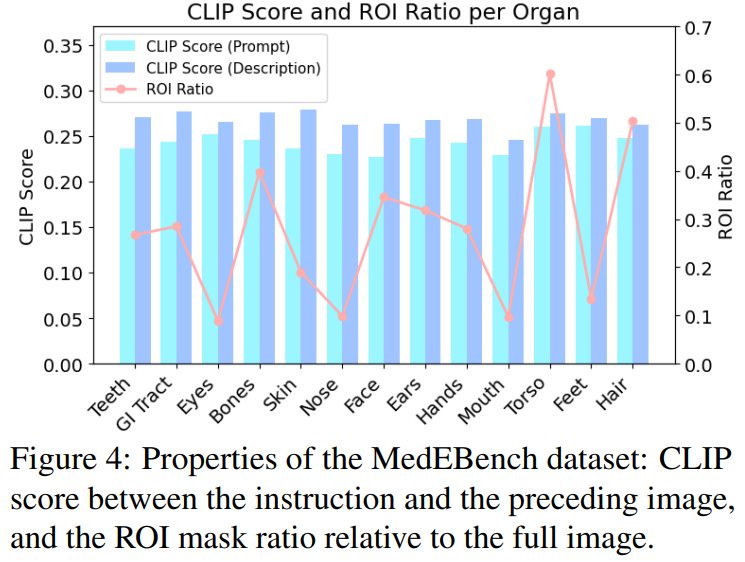 CLIP Score and ROI Ratio per Organ
CLIP Score (Prompt)
CLIP Score (Description)
ROI Ratio
CLIP Score
0.35
0.30
0.25
0.20
0.15
0.10
0.05
0.00
0.7
0.6
0.5
0.4
0.3
0.2
0.1
0.0
ROI Ratio
Teeth
GI Tract
Eyes
Bones
Skin
Nose
Face
Ears
Hands
Mouth
Torso
Feet
Hair
Figure 4: Properties of the MedEBench dataset: CLIP
score between the instruction and the preceding image,
and the ROI mask ratio relative to the full image.